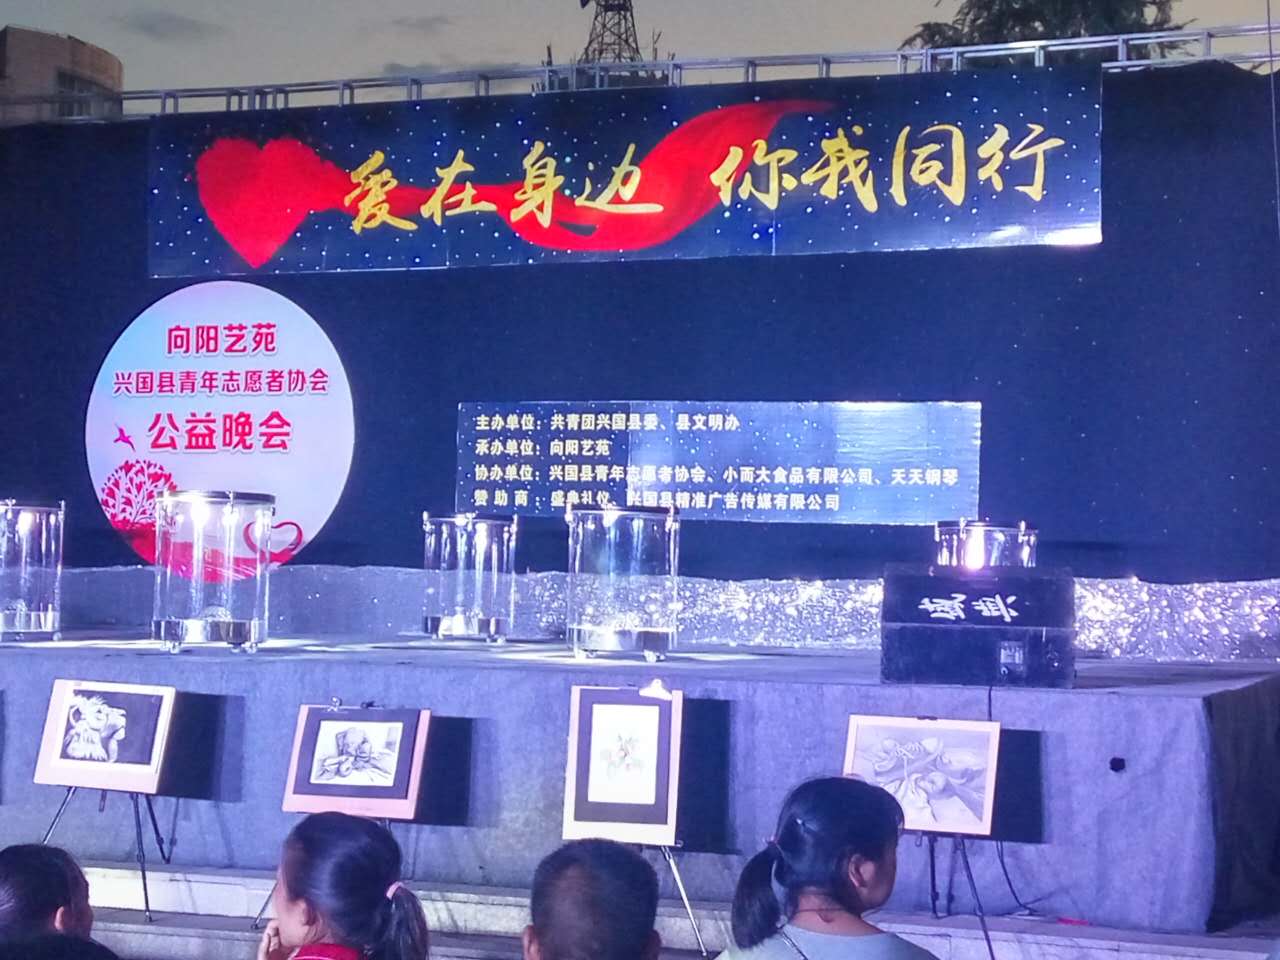 爱在身边 你我同行
向阳艺苑
兴国县青年志愿者协会
公益晚会
主办单位：共青团兴国县委、县文明办
承办单位：向阳艺苑
协办单位：兴国县青年志愿者协会、小而大食品有限公司、天天钢琴
赞助商：盛典礼仪、兴国县精准广告传媒有限公司